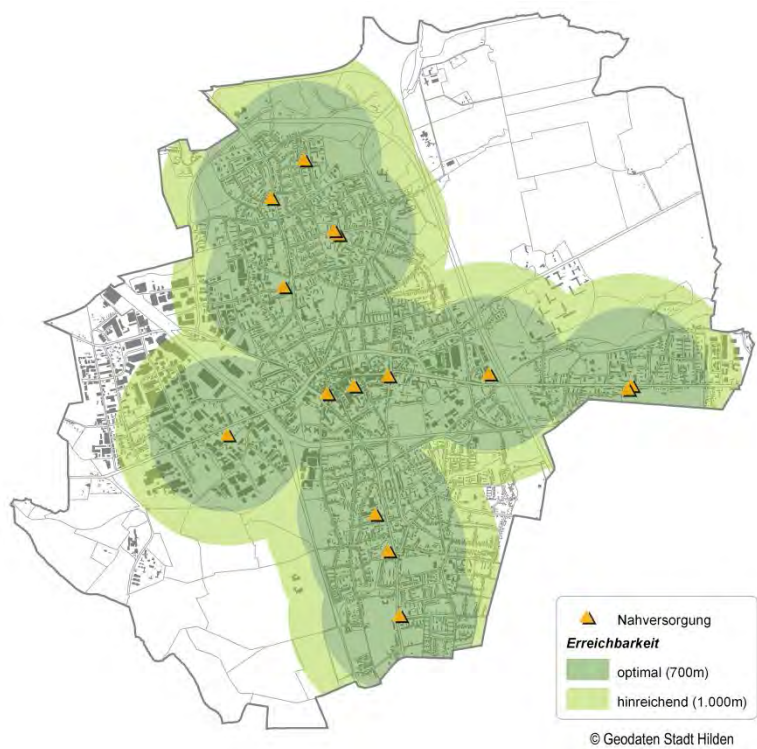 Nahversorgung
Erreichbarkeit
optimal (700m)
hinreichend (1.000m)
© Geodaten Stadt Hilden